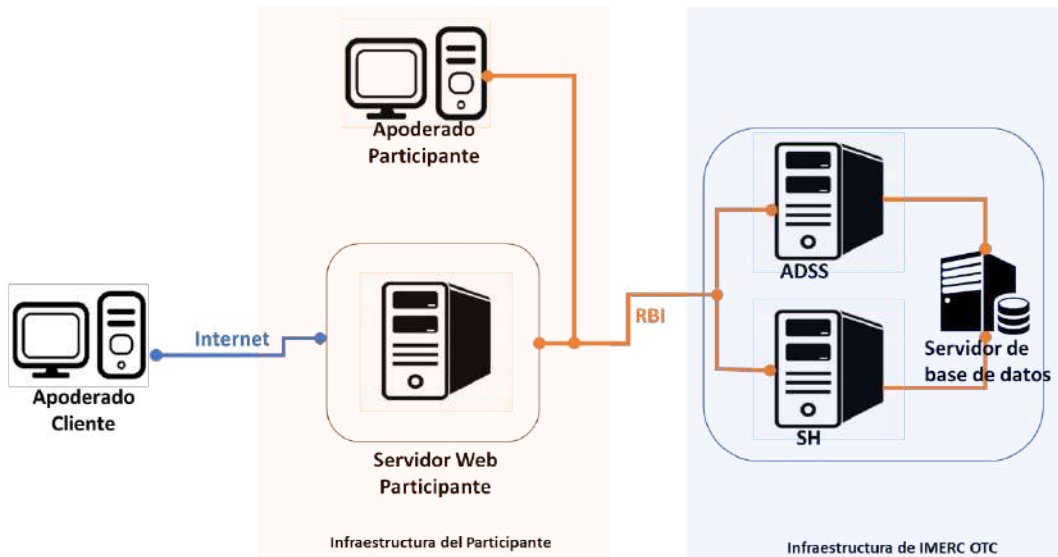 Apoderado
Participante
ADSS
Internet
RBI
Apoderado
Cliente
Servidor de
base de datos
SH
Servidor Web
Participante
Infraestructura del Participante
Infraestructura de IMERC OTC